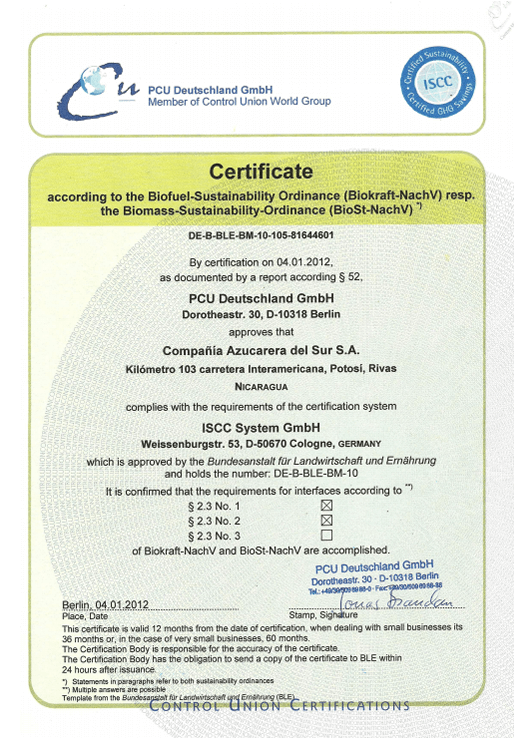 Cu
PCU Deutschland GmbH
Member of Control Union World Group
Certified Sustainability
ISCC
Certified GHG Savings
Certificate
according to the Biofuel-Sustainability Ordinance (Biokraft-NachV) resp.
the Biomass-Sustainability-Ordinance (BioSt-NachV) *)
DE-B-BLE-BM-10-105-81644601
By certification on 04.01.2012,
as documented by a report according § 52,
PCU Deutschland GmbH
Dorotheastr. 30, D-10318 Berlin
approves that
Compañia Azucarera del Sur S.A.
Kilómetro 103 carretera Interamericana, Potosí, Rivas
NICARAGUA
complies with the requirements of the certification system
ISCC System GmbH
Weissenburgstr. 53, D-50670 Cologne, GERMANY
which is approved by the Bundesanstalt für Landwirtschaft und Ernährung
and holds the number: DE-B-BLE-BM-10
It is confirmed that the requirements for interfaces according to **)
§ 2.3 No. 1 ☒
§ 2.3 No. 2 ☒
§ 2.3 No. 3 ☐
of Biokraft-NachV and BioSt-NachV are accomplished.
PCU Deutschland GmbH
Dorotheastr. 30 · D-10318 Berlin
Berlin, 04.01.2012
Jonas
Place, Date
Stamp, Signature
This certificate is valid 12 months from the date of certification, when dealing with small businesses its
36 months or, in the case of very small businesses, 60 months.
The Certification Body is responsible for the accuracy of the certificate.
The Certification Body has the obligation to send a copy of the certificate to BLE within
24 hours after issuance.
*) Statements in paragraphs refer to both sustainability ordinances
**) Multiple answers are possible
Template from the Bundesanstalt für Landwirtschaft und Ernährung (BLE)
CONTROL UNION CERTIFICATIONS